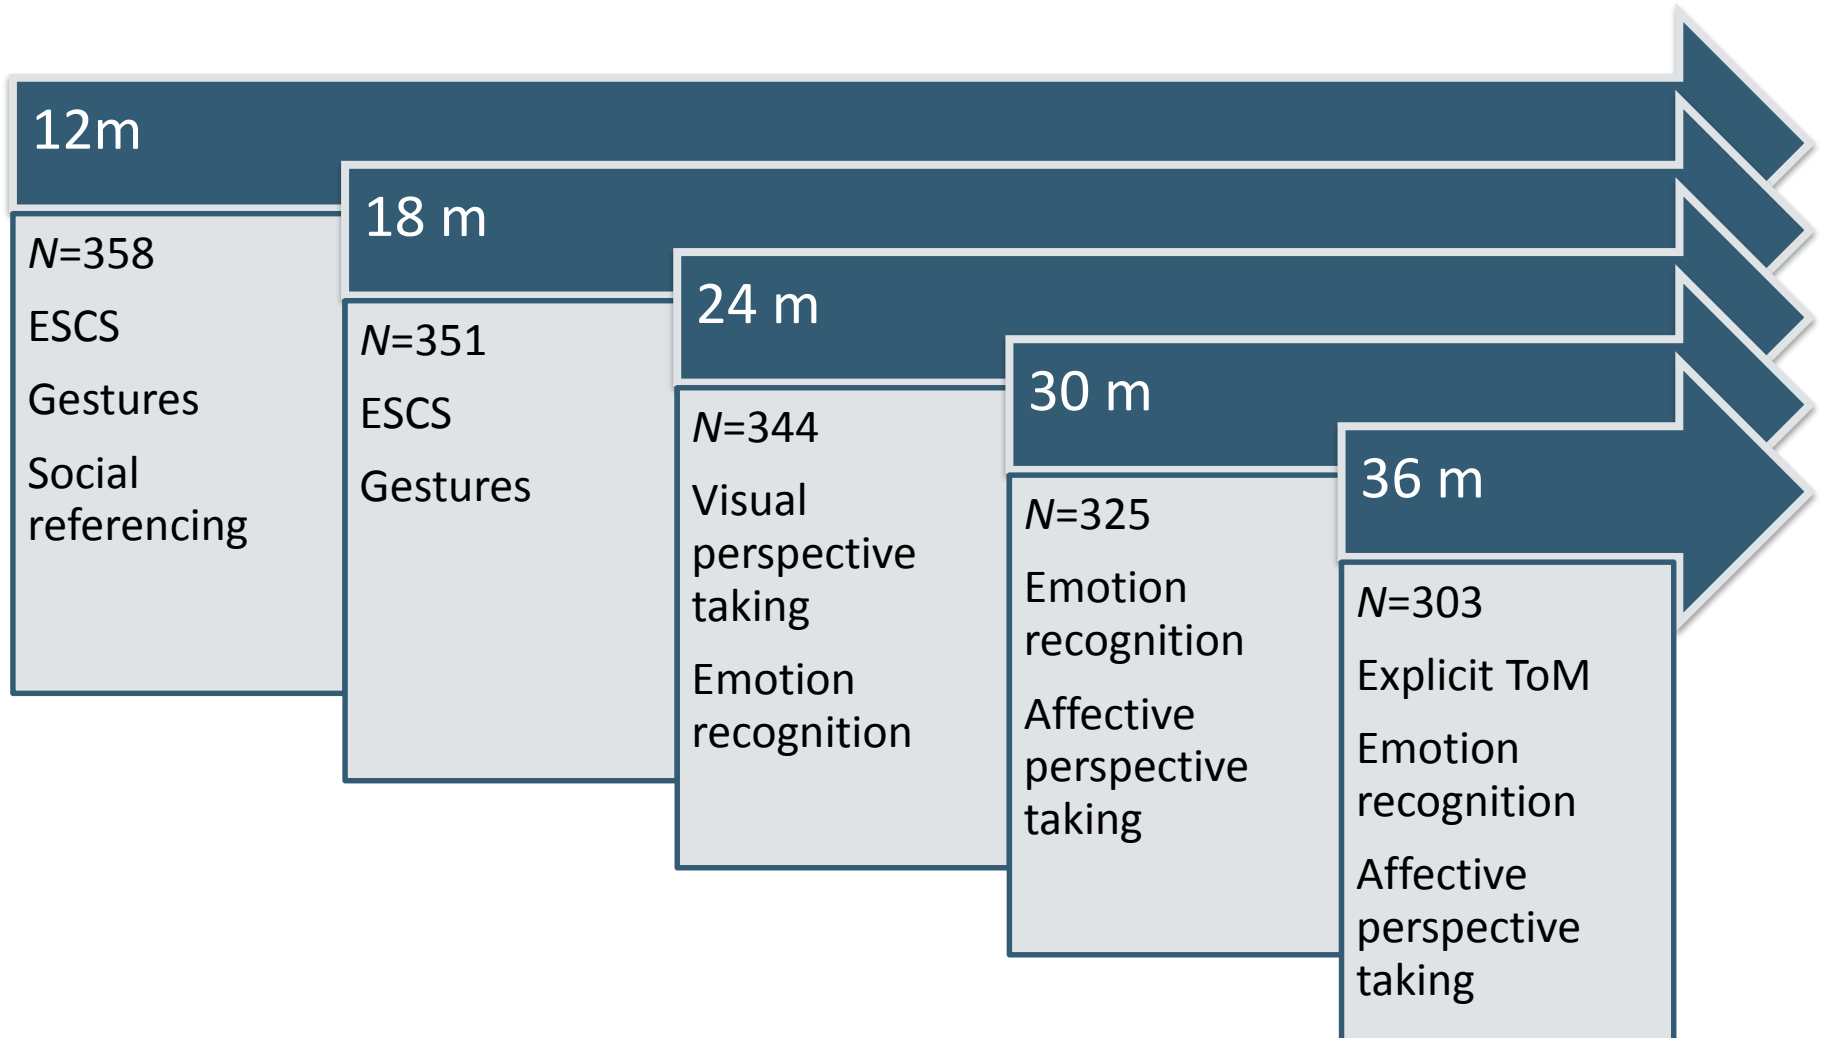 12m
N=358
ESCS
Gestures
Social
referencing
18 m
N=351
ESCS
Gestures
24 m
N=344
Visual
perspective
taking
Emotion
recognition
30 m
N=325
Emotion
recognition
Affective
perspective
taking
36 m
N=303
Explicit ToM
Emotion
recognition
Affective
perspective
taking